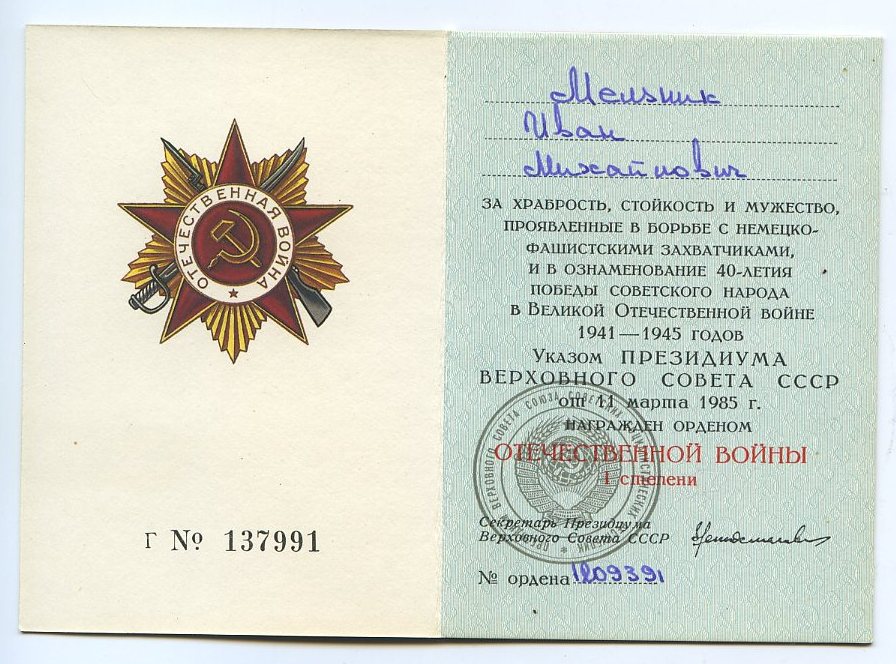 ОТЕЧЕСТВЕННАЯ ВОЙНА
Г № 137991
Мельник
Иван
Михайлович
ЗА ХРАБРОСТЬ, СТОЙКОСТЬ И МУЖЕСТВО,
ПРОЯВЛЕННЫЕ В БОРЬБЕ С НЕМЕЦКО-
ФАШИСТСКИМИ ЗАХВАТЧИКАМИ,
И В ОЗНАМЕНОВАНИЕ 40-ЛЕТИЯ
ПОБЕДЫ СОВЕТСКОГО НАРОДА
В ВЕЛИКОЙ ОТЕЧЕСТВЕННОЙ ВОЙНЕ
1941—1945 ГОДОВ
УКАЗОМ ПРЕЗИДИУМА
ВЕРХОВНОГО СОВЕТА СССР
от 11 марта 1985 г.
НАГРАЖДЕН ОРДЕНОМ
ОТЕЧЕСТВЕННОЙ ВОЙНЫ
I степени
Секретарь Президиума
Верховного Совета СССР
№ ордена 1209391